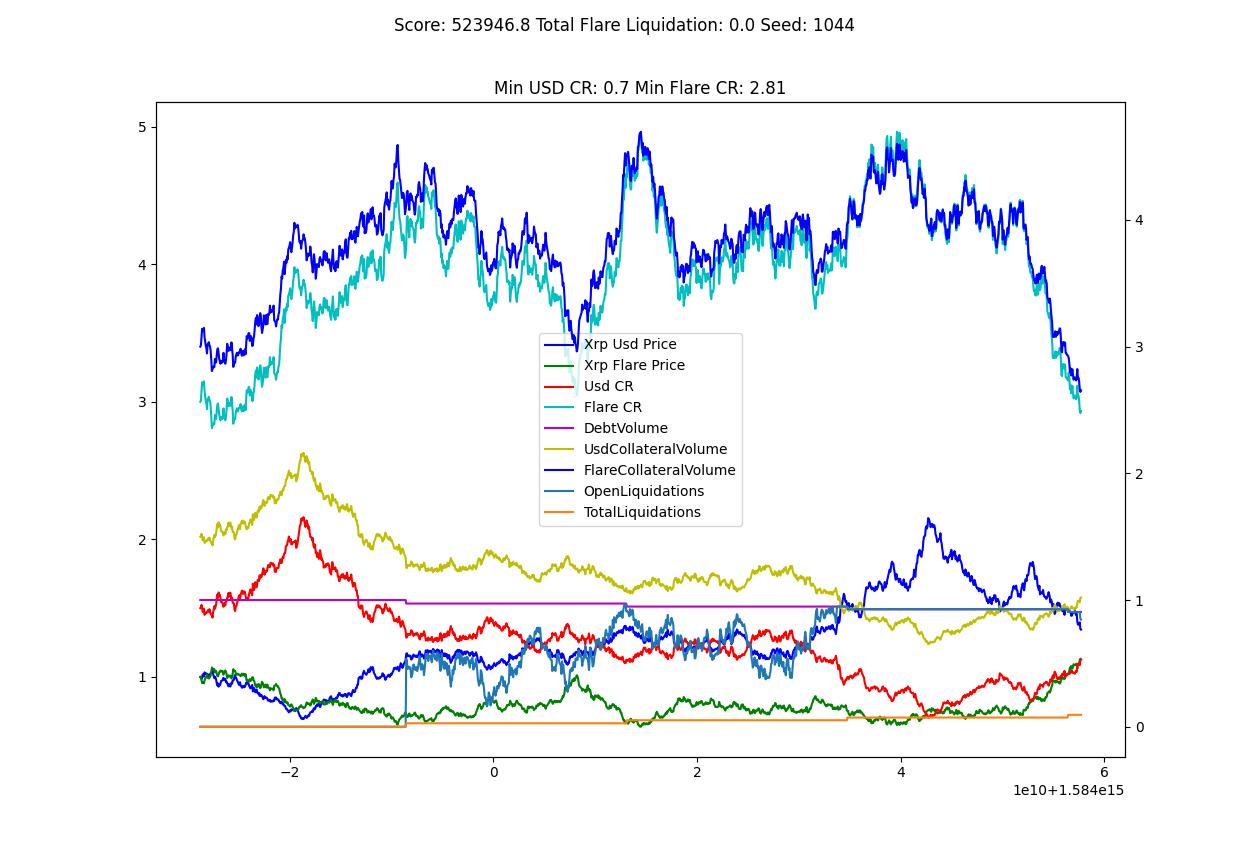 Score: 523946.8 Total Flare Liquidation: 0.0 Seed: 1044
Min USD CR: 0.7 Min Flare CR: 2.81
5
4
3
2
1
4
3
2
1
0
Xrp Usd Price
Xrp Flare Price
Usd CR
Flare CR
DebtVolume
UsdCollateralVolume
FlareCollateralVolume
OpenLiquidations
TotalLiquidations
−2 0 2 4 6
1e10+1.584e15